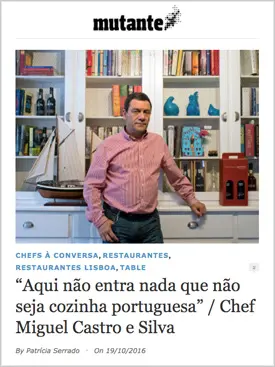 mutante
CHEFS À CONVERSA, RESTAURANTES,
RESTAURANTES LISBOA, TABLE
“Aqui não entra nada que não
seja cozinha portuguesa” / Chef
Miguel Castro e Silva
By Patrícia Serrado • On 19/10/2016